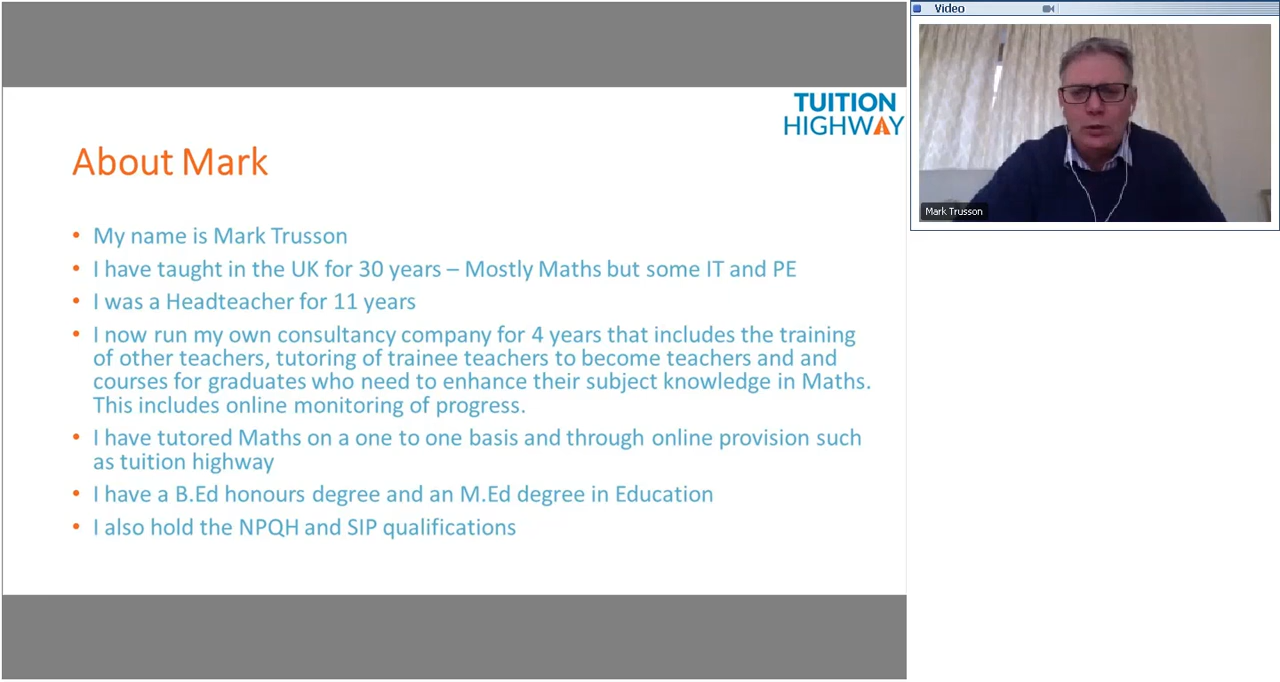 TUITION
HIGHWAY
About Mark
• My name is Mark Trusson
• I have taught in the UK for 30 years – Mostly Maths but some IT and PE
• I was a Headteacher for 11 years
• I now run my own consultancy company for 4 years that includes the training
of other teachers, tutoring of trainee teachers to become teachers and and
courses for graduates who need to enhance their subject knowledge in Maths.
This includes online monitoring of progress.
• I have tutored Maths on a one to one basis and through online provision such
as tuition highway
• I have a B.Ed honours degree and an M.Ed degree in Education
• I also hold the NPQH and SIP qualifications
Video
Mark Trusson